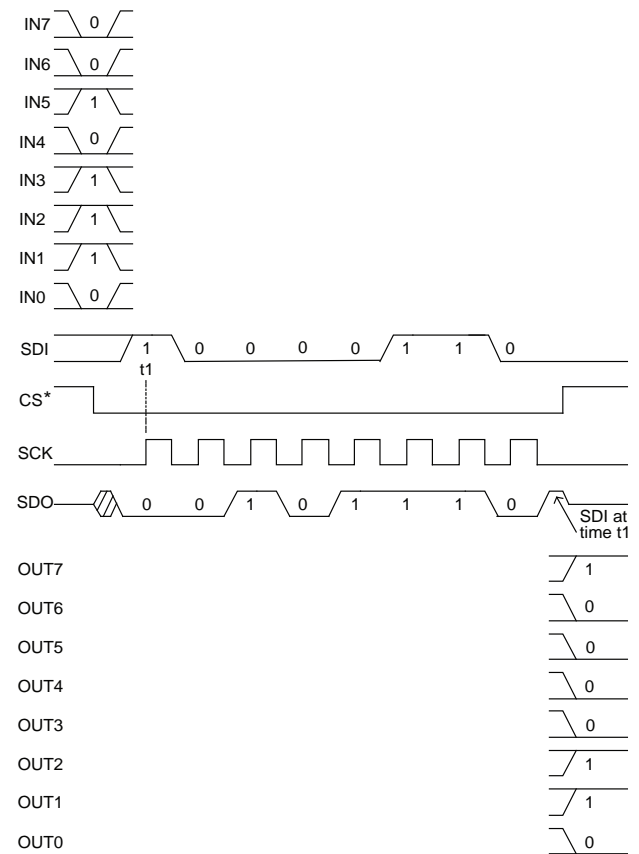 IN7 0
IN6 0
IN5 1
IN4 0
IN3 1
IN2 1
IN1 1
IN0 0
SDI 1 0 0 0 0 1 1 0
t1
CS*
SCK
SDO 0 0 1 0 1 1 1 0
SDI at
time t1
OUT7 1
OUT6 0
OUT5 0
OUT4 0
OUT3 0
OUT2 1
OUT1 1
OUT0 0